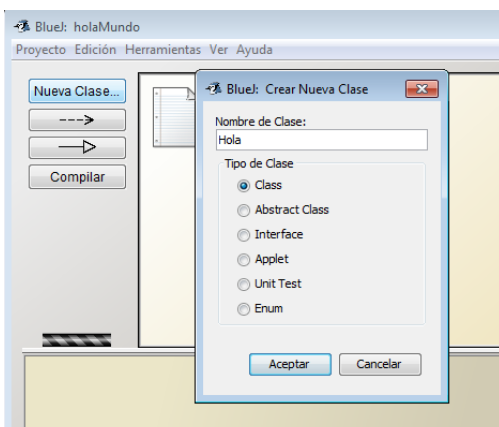 BlueJ: holaMundo
Proyecto Edición Herramientas Ver Ayuda
Nueva Clase...
Compilar
BlueJ: Crear Nueva Clase
Nombre de Clase:
Hola
Tipo de Clase
Class
Abstract Class
Interface
Applet
Unit Test
Enum
Aceptar Cancelar